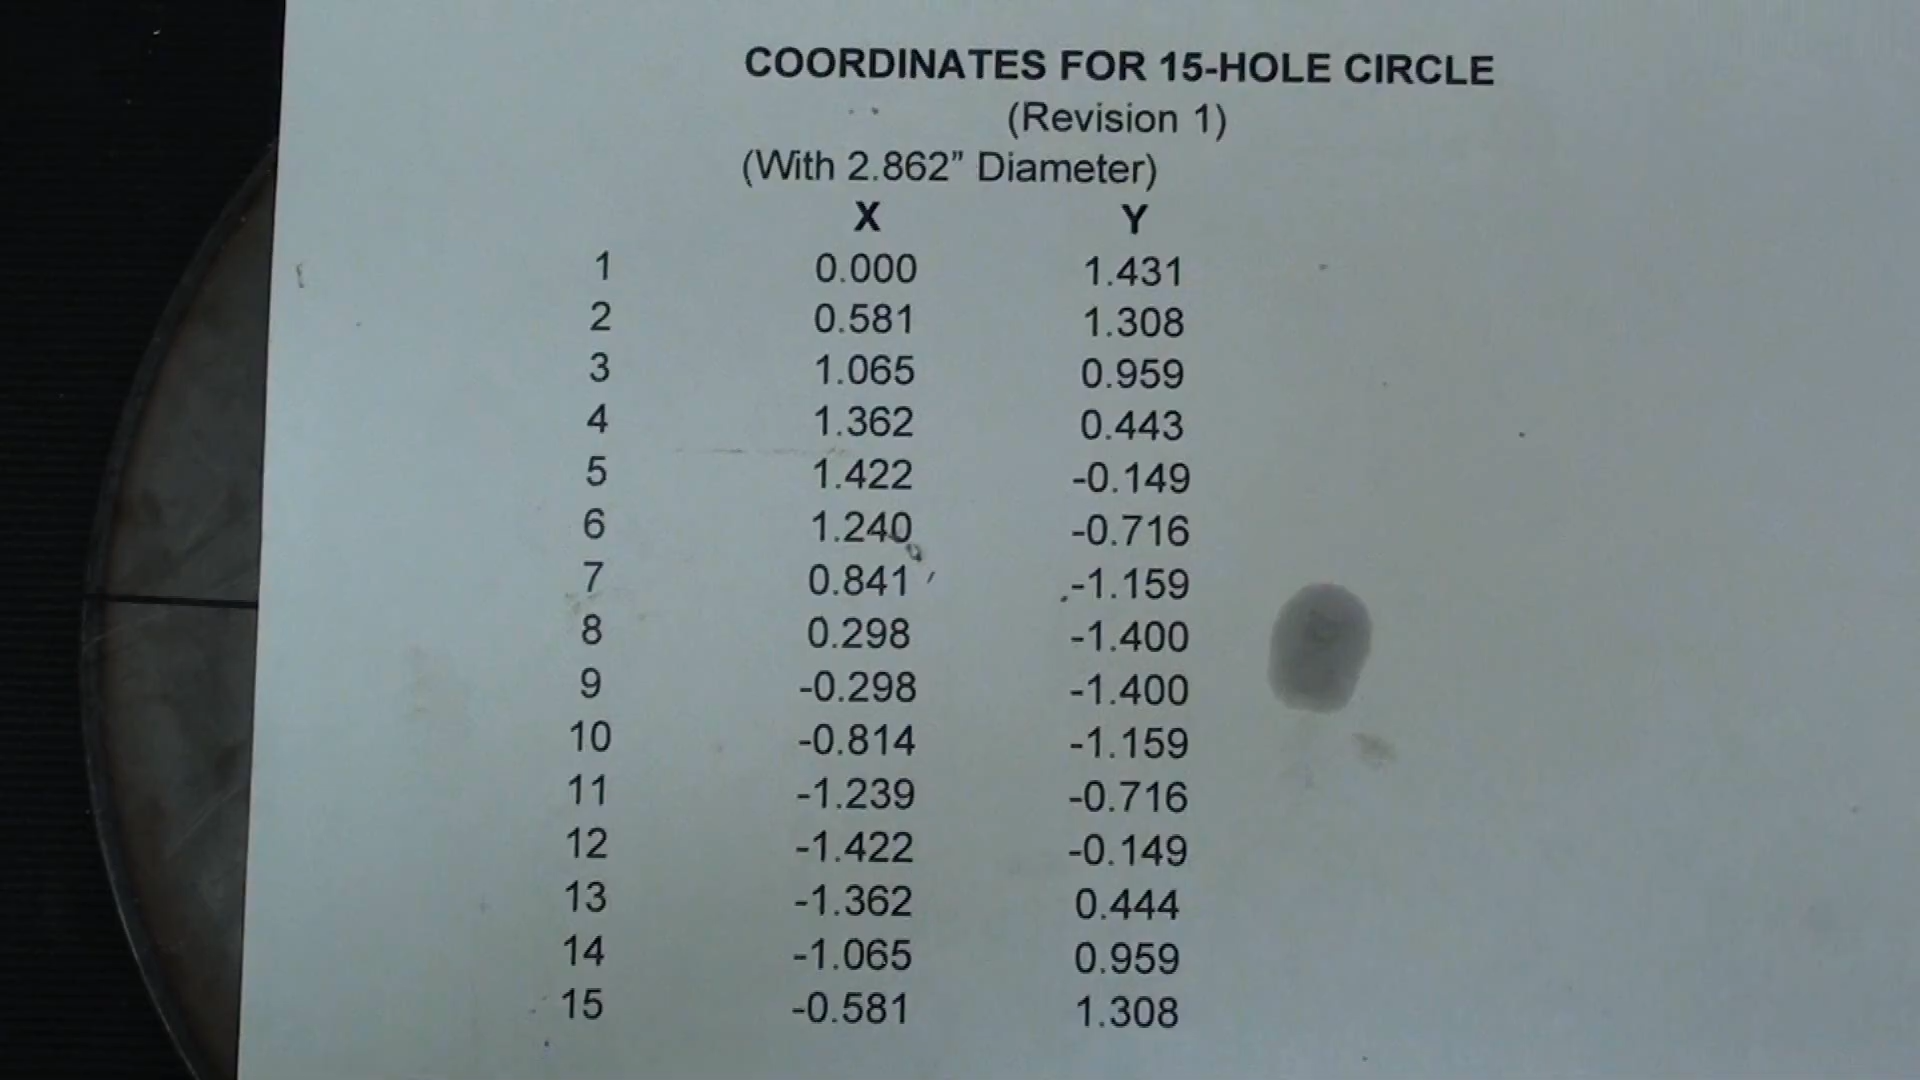 COORDINATES FOR 15-HOLE CIRCLE
(Revision 1)
(With 2.862” Diameter)
X Y
1 0.000 1.431
2 0.581 1.308
3 1.065 0.959
4 1.362 0.443
5 1.422 -0.149
6 1.240 -0.716
7 0.841 -1.159
8 0.298 -1.400
9 -0.298 -1.400
10 -0.814 -1.159
11 -1.239 -0.716
12 -1.422 -0.149
13 -1.362 0.444
14 -1.065 0.959
15 -0.581 1.308